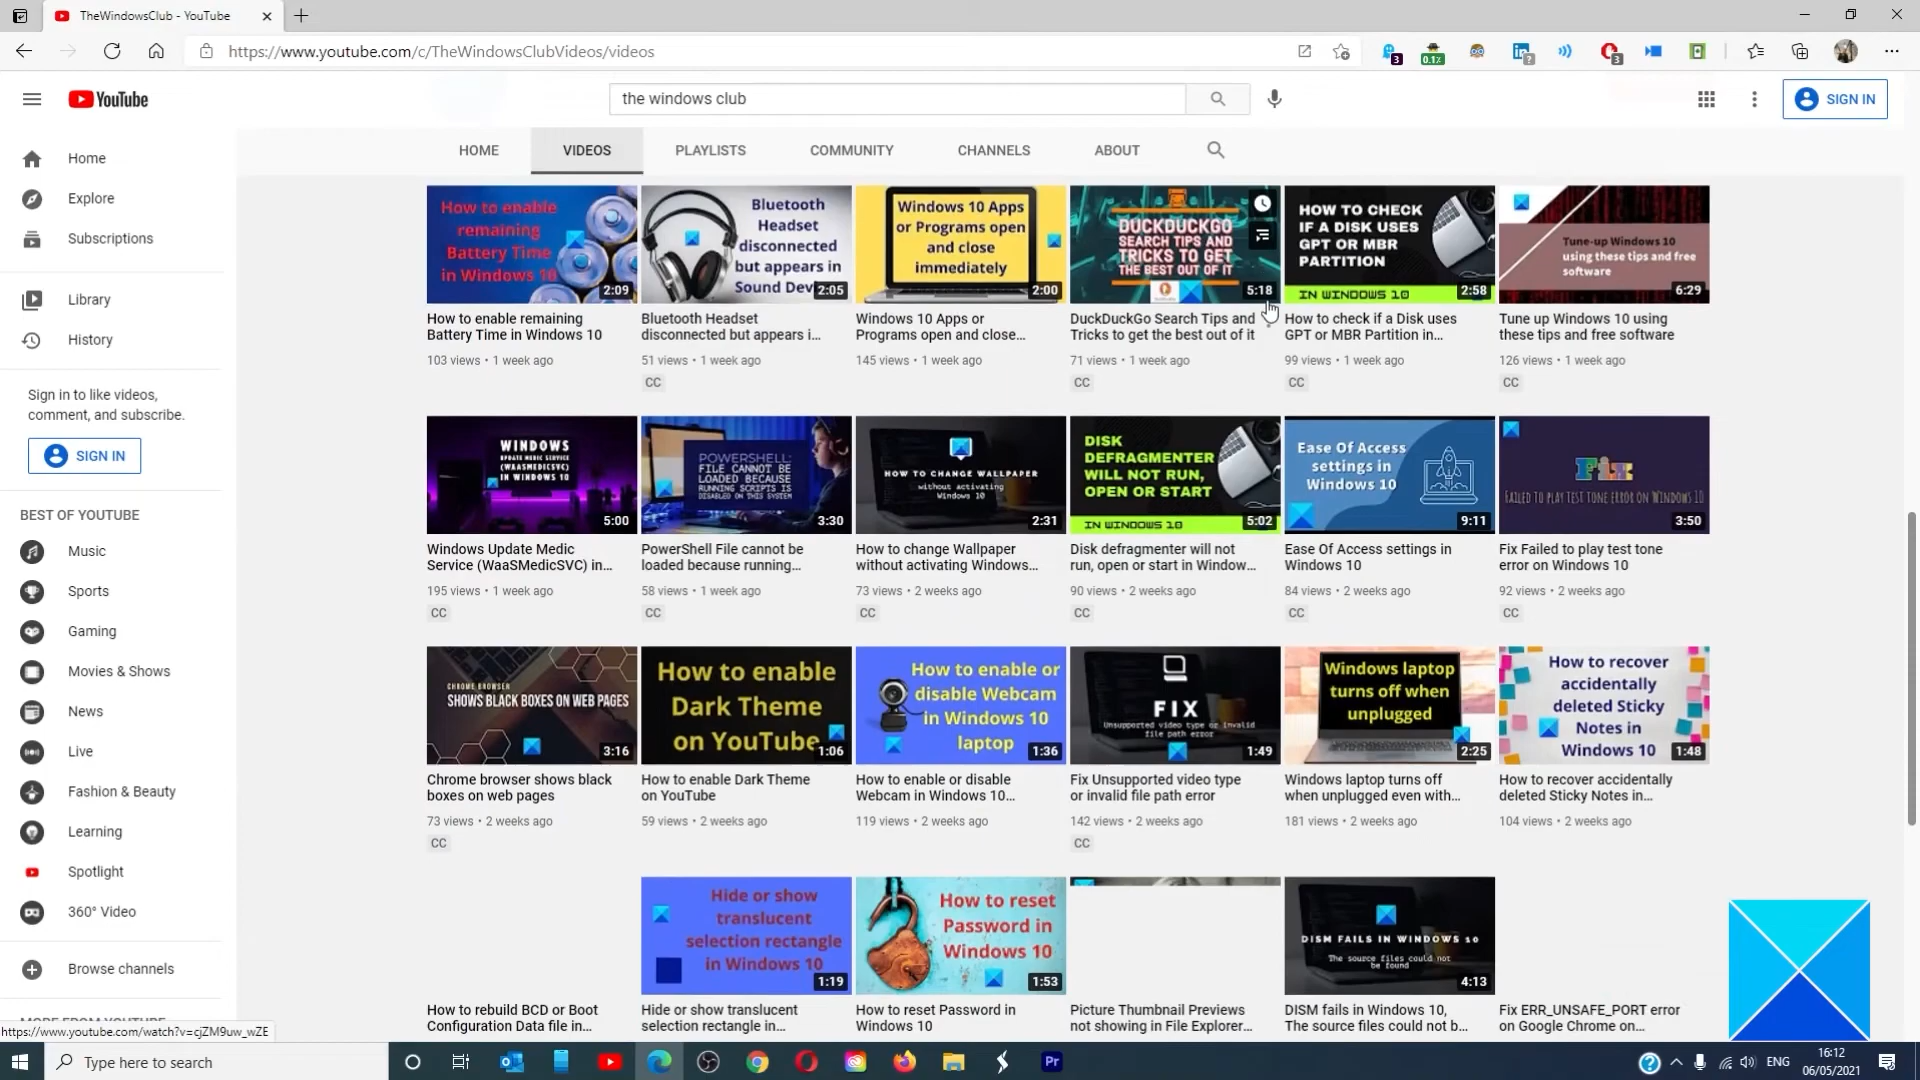 TheWindowsClub - YouTube
https://www.youtube.com/c/TheWindowsClubVideos/videos
3
0.1%
?
3
YouTube
the windows club
SIGN IN
Home
Explore
Subscriptions
Library
History
Sign in to like videos,
comment, and subscribe.
SIGN IN
BEST OF YOUTUBE
Music
Sports
Gaming
Movies & Shows
News
Live
Fashion & Beauty
Learning
Spotlight
360° Video
Browse channels
HOME
VIDEOS
PLAYLISTS
COMMUNITY
CHANNELS
ABOUT
How to enable
remaining
Battery Time
in Windows 10
2:09
How to enable remaining
Battery Time in Windows 10
103 views • 1 week ago
Bluetooth
Headset
disconnected
but appears in
Sound Dev
2:05
Bluetooth Headset
disconnected but appears i...
51 views • 1 week ago
CC
Windows 10 Apps
or Programs open
and close
immediately
2:00
Windows 10 Apps or
Programs open and close...
145 views • 1 week ago
DUCKDUCKGO
SEARCH TIPS AND
TRICKS TO GET
THE BEST OUT OF IT
5:18
DuckDuckGo Search Tips and
Tricks to get the best out of it
71 views • 1 week ago
CC
HOW TO CHECK
IF A DISK USES
GPT OR MBR
PARTITION
IN WINDOWS 10
2:58
How to check if a Disk uses
GPT or MBR Partition in...
99 views • 1 week ago
CC
Tune-up Windows 10
using these tips and free
software
6:29
Tune up Windows 10 using
these tips and free software
126 views • 1 week ago
CC
WINDOWS
UPDATE MEDIC SERVICE
(WAASMEDICSVC)
IN WINDOWS 10
5:00
Windows Update Medic
Service (WaaSMedicSVC) in...
195 views • 1 week ago
CC
POWERSHELL:
FILE CANNOT BE
LOADED BECAUSE
RUNNING SCRIPTS IS
DISABLED ON THIS SYSTEM
3:30
PowerShell File cannot be
loaded because running...
58 views • 1 week ago
CC
HOW TO CHANGE WALLPAPER
without activating
Windows 10
2:31
How to change Wallpaper
without activating Windows...
73 views • 2 weeks ago
CC
DISK
DEFRAGMENTER
WILL NOT RUN,
OPEN OR START
IN WINDOWS 10
5:02
Disk defragmenter will not
run, open or start in Window...
90 views • 2 weeks ago
CC
Ease Of Access
settings in
Windows 10
9:11
Ease Of Access settings in
Windows 10
84 views • 2 weeks ago
CC
Fix
FAILED TO PLAY TEST TONE ERROR ON WINDOWS 10
3:50
Fix Failed to play test tone
error on Windows 10
92 views • 2 weeks ago
CC
CHROME BROWSER
SHOWS BLACK BOXES ON WEB PAGES
3:16
Chrome browser shows black
boxes on web pages
73 views • 2 weeks ago
CC
How to enable
Dark Theme
on YouTube
1:06
How to enable Dark Theme
on YouTube
59 views • 2 weeks ago
How to enable or
disable Webcam
in Windows 10
laptop
1:36
How to enable or disable
Webcam in Windows 10...
119 views • 2 weeks ago
FIX
Unsupported video type or invalid
file path error
1:49
Fix Unsupported video type
or invalid file path error
142 views • 2 weeks ago
CC
Windows laptop
turns off when
unplugged
2:25
Windows laptop turns off
when unplugged even with...
181 views • 2 weeks ago
How to recover
accidentally
deleted Sticky
Notes in
Windows 10
1:48
How to recover accidentally
deleted Sticky Notes in...
104 views • 2 weeks ago
How to rebuild BCD or Boot
Configuration Data file in...
Hide or show
translucent
selection rectangle
in Windows 10
1:19
Hide or show translucent
selection rectangle in...
How to reset
Password in
Windows 10
1:53
How to reset Password in
Windows 10
Picture Thumbnail Previews
not showing in File Explorer...
DISM FAILS IN WINDOWS 10
The source files could not
be found
4:13
DISM fails in Windows 10,
The source files could not b...
Fix ERR_UNSAFE_PORT error
on Google Chrome on...
https://www.youtube.com/watch?v=cjZM9uw_wZE
Type here to search
Pr
ENG
16:12
06/05/2021